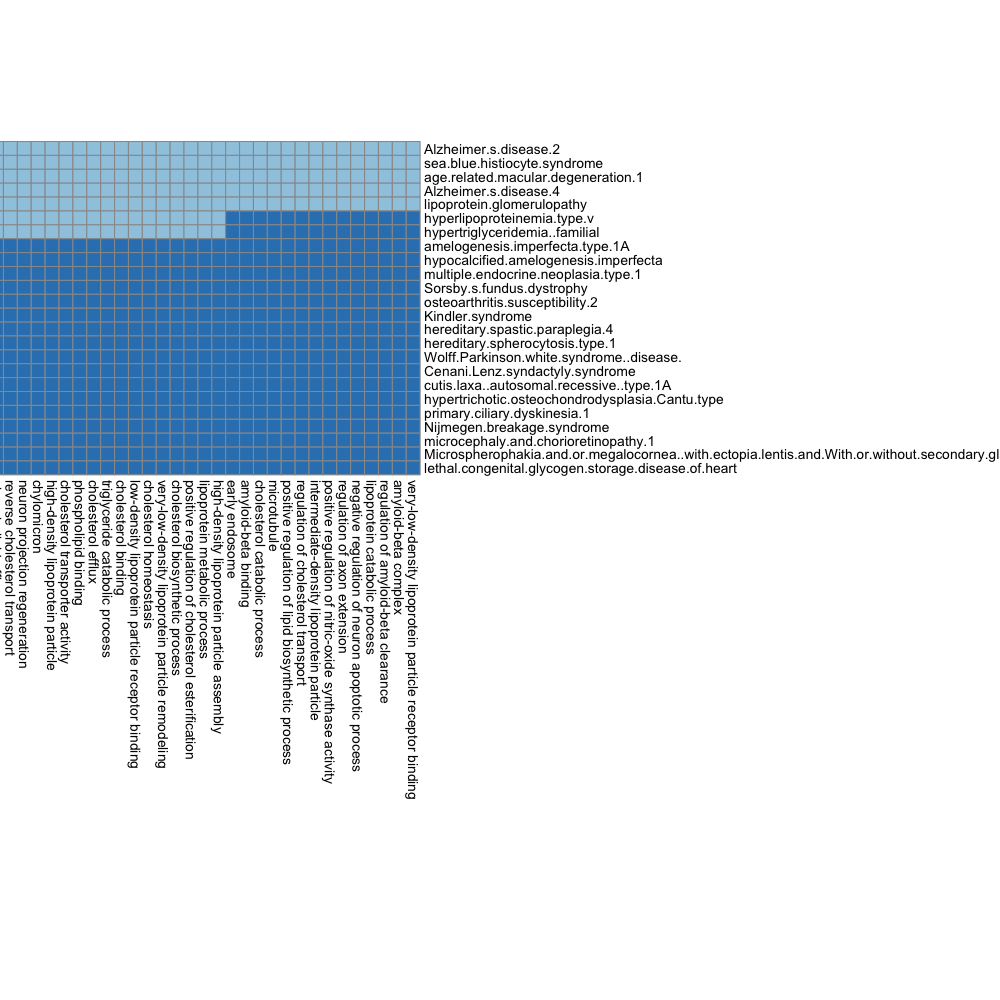 Alzheimer.s.disease.2
sea.blue.histiocyte.syndrome
age.related.macular.degeneration.1
Alzheimer.s.disease.4
lipoprotein.glomerulopathy
hyperlipoproteinemia.type.v
hypertriglyceridemia..familial
amelogenesis.imperfecta.type.1A
hypocalcified.amelogenesis.imperfecta
multiple.endocrine.neoplasia.type.1
Sorsby.s.fundus.dystrophy
osteoarthritis.susceptibility.2
Kindler.syndrome
hereditary.spastic.paraplegia.4
hereditary.spherocytosis.type.1
Wolff.Parkinson.white.syndrome..disease.
Cenani.Lenz.syndactyly.syndrome
cutis.laxa..autosomal.recessive..type.1A
hypertrichotic.osteochondrodysplasia.Cantu.type
primary.ciliary.dyskinesia.1
Nijmegen.breakage.syndrome
microcephaly.and.chorioretinopathy.1
Microspherophakia.and.or.megalocornea..with.ectopia.lentis.and.With.or.without.secondary.gl
lethal.congenital.glycogen.storage.disease.of.heart
reverse cholesterol transport
neuron projection regeneration
chylomicron
high-density lipoprotein particle
cholesterol transporter activity
phospholipid binding
cholesterol efflux
triglyceride catabolic process
cholesterol binding
low-density lipoprotein particle receptor binding
cholesterol homeostasis
very-low-density lipoprotein particle remodeling
cholesterol biosynthetic process
positive regulation of cholesterol esterification
lipoprotein metabolic process
high-density lipoprotein particle assembly
early endosome
amyloid-beta binding
cholesterol catabolic process
microtubule
positive regulation of lipid biosynthetic process
regulation of cholesterol transport
intermediate-density lipoprotein particle
positive regulation of nitric-oxide synthase activity
regulation of axon extension
negative regulation of neuron apoptotic process
lipoprotein catabolic process
regulation of amyloid-beta clearance
amyloid-beta complex
very-low-density lipoprotein particle receptor binding